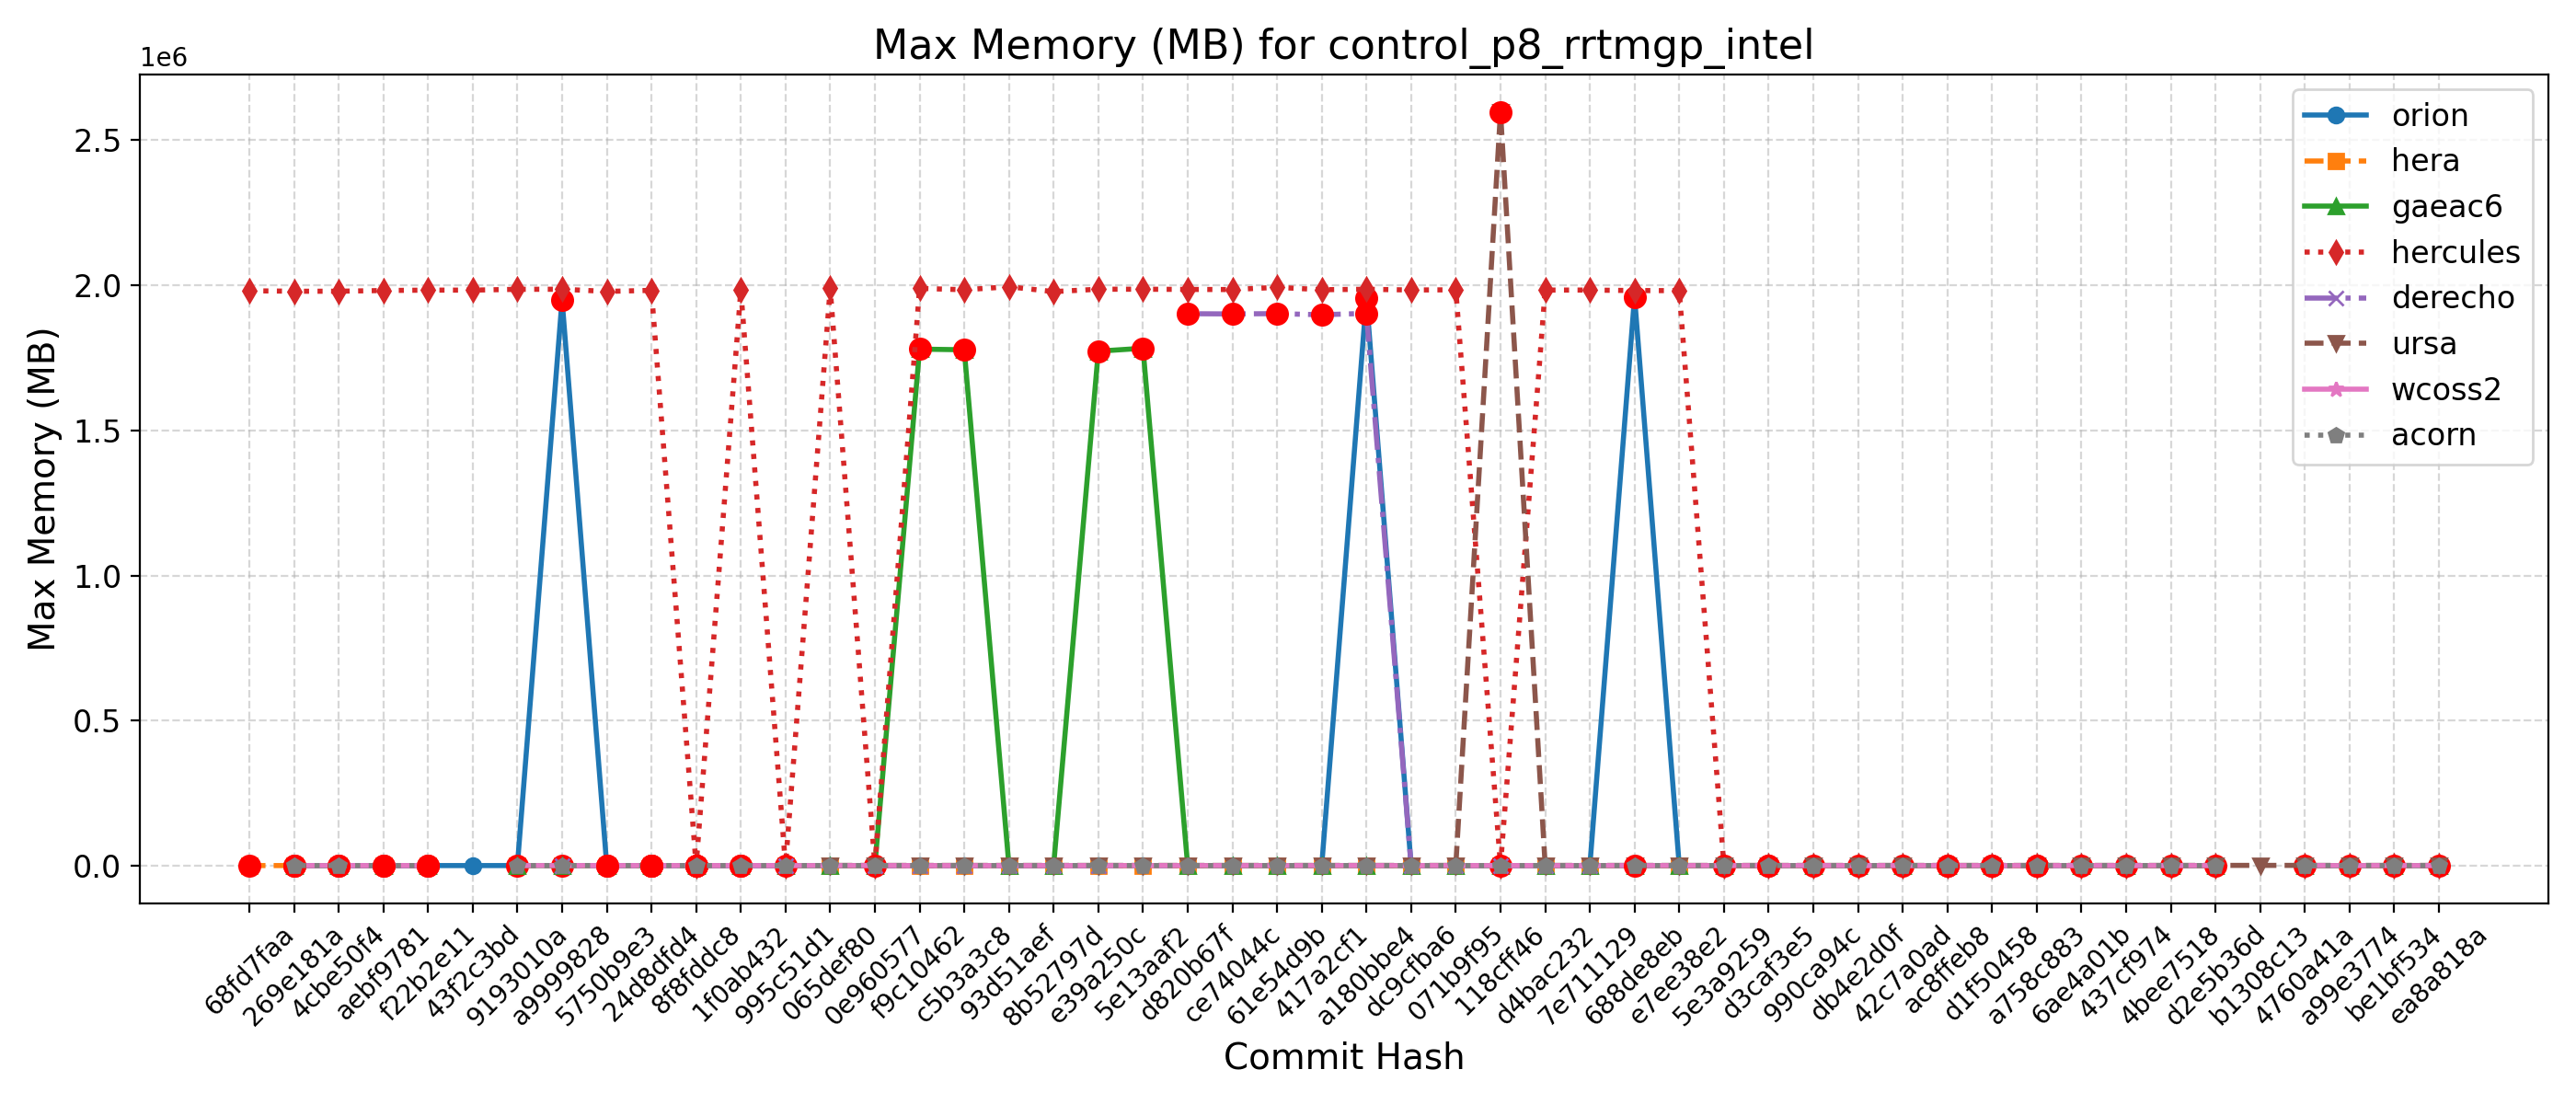 Max Memory (MB) for control_p8_rrtmgp_intel
1e6
2.5
2.0
1.5
1.0
0.5
0.0
Max Memory (MB)
orion
hera
gaeac6
hercules
derecho
ursa
wcoss2
acorn
68fd7faa
269e181a
4cbe50f4
aebf9781
f22b2e11
43f2c3bd
9193010a
a9999828
5750b9e3
24d8dfd4
8f8fddc8
1f0ab432
995c51d1
065def80
0e960577
f9c10462
c5b3a3c8
93d51aef
8b52797d
e39a250c
5e13aaf2
d820b67f
ce74044c
61e54d9b
417a2cf1
a180bbe4
dc9cfba6
071b9f95
118cff46
d4bac232
7e711129
688de8eb
e7ee38e2
5e3a9259
d3caf3e5
990ca94c
db4e2d0f
42c7a0ad
ac8ffeb8
d1f50458
a758c883
6ae4a01b
437cf974
4bee7518
d2e5b36d
b1308c13
4760a41a
a99e3774
be1bf534
ea8a818a
Commit Hash